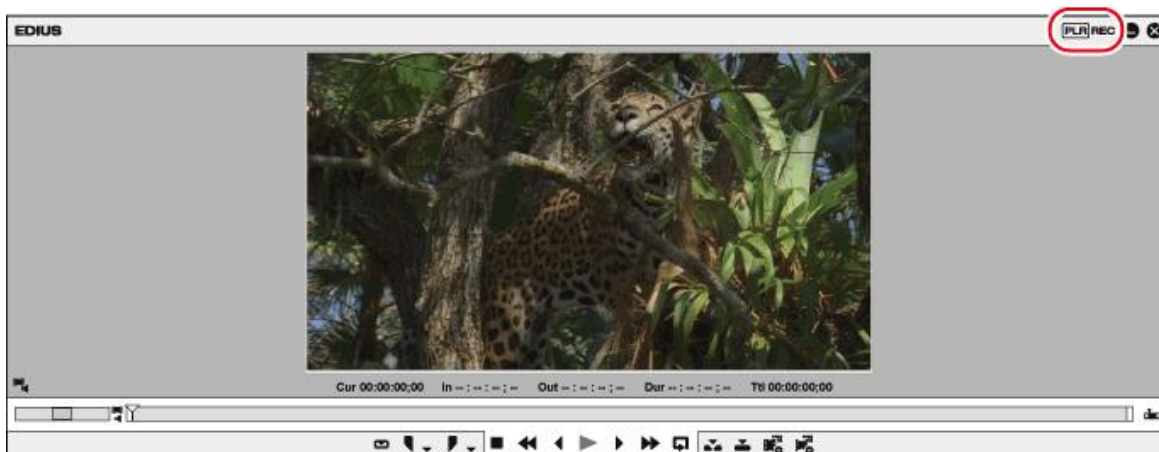 EDIUS
PLR REC
Cur 00:00:00;00 In --:--:--;-- Out --:--:--;-- Dur --:--:--;-- Ttl 00:00:00;00